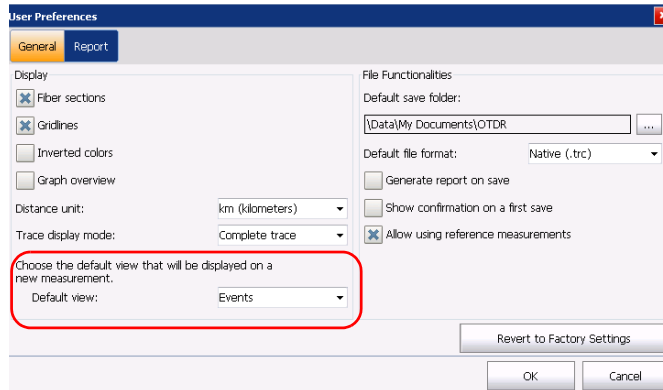 User Preferences
General
Report
Display
Fiber sections
Gridlines
Inverted colors
Graph overview
Distance unit:
km (kilometers)
Trace display mode:
Complete trace
Choose the default view that will be displayed on a
new measurement.
Default view:
Events
File Functionalities
Default save folder:
\Data\My Documents\OTDR
...
Default file format:
Native (.trc)
Generate report on save
Show confirmation on a first save
Allow using reference measurements
Revert to Factory Settings
OK
Cancel